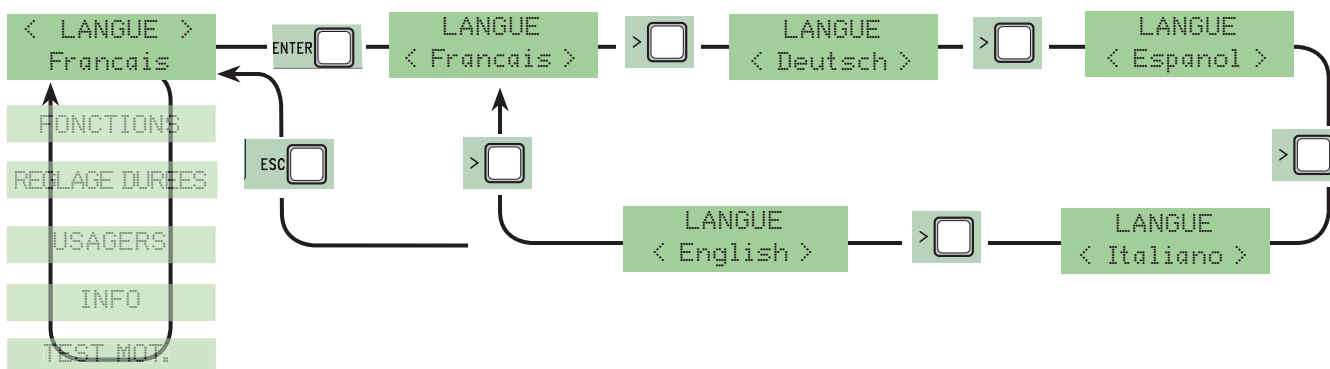 < LANGUE >
Francais
ENTER
LANGUE
< Francais >
>
LANGUE
< Deutsch >
>
LANGUE
< Espanol >
>
LANGUE
< Italiano >
>
LANGUE
< English >
>
ESC
FONCTIONS
REGLAGE DUREES
USAGERS
INFO
TEST MOT.